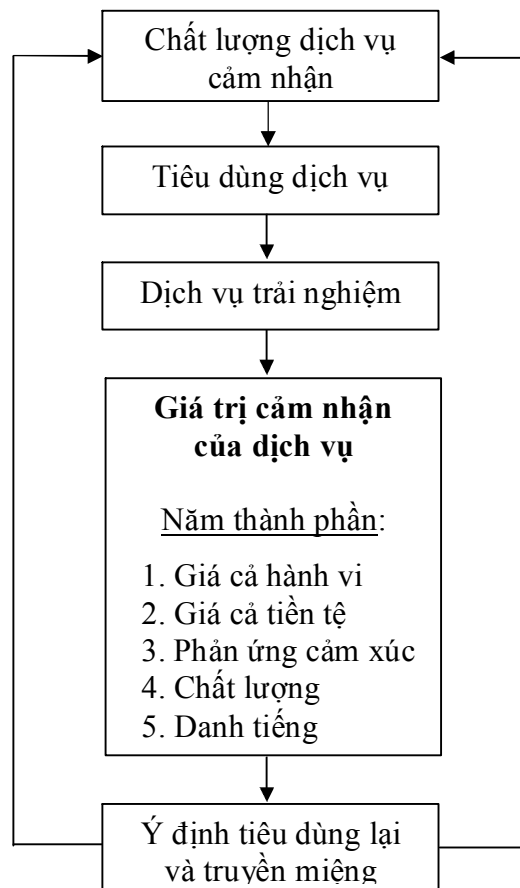 Chất lượng dịch vụ
cảm nhận
Tiêu dùng dịch vụ
Dịch vụ trải nghiệm
Giá trị cảm nhận
của dịch vụ
Năm thành phần:
1. Giá cả hành vi
2. Giá cả tiền tệ
3. Phản ứng cảm xúc
4. Chất lượng
5. Danh tiếng
Ý định tiêu dùng lại
và truyền miệng